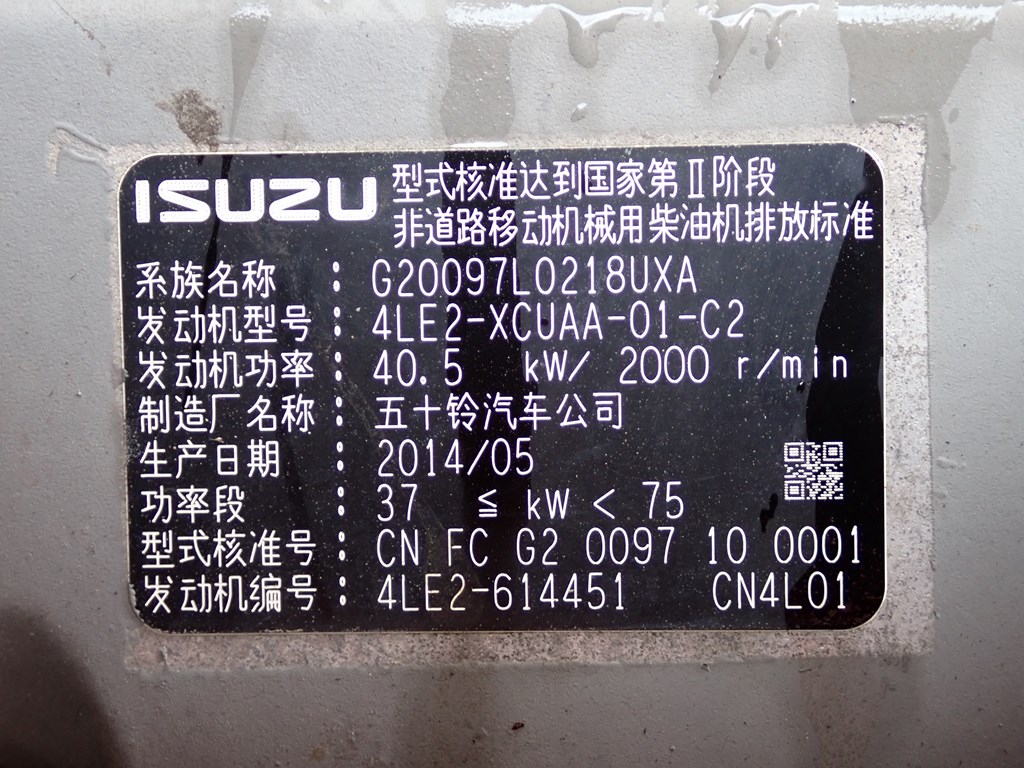 ISUZU 型式核准达到国家第Ⅱ阶段
非道路移动机械用柴油机排放标准
系族名称 : G20097L0218UXA
发动机型号 : 4LE2-XCUAA-01-C2
发动机功率 : 40.5 kW/ 2000 r/min
制造厂名称 : 五十铃汽车公司
生产日期 : 2014/05
功率段 : 37 ≦ kW < 75
型式核准号 : CN FC G2 0097 10 0001
发动机编号 : 4LE2-614451 CN4L01